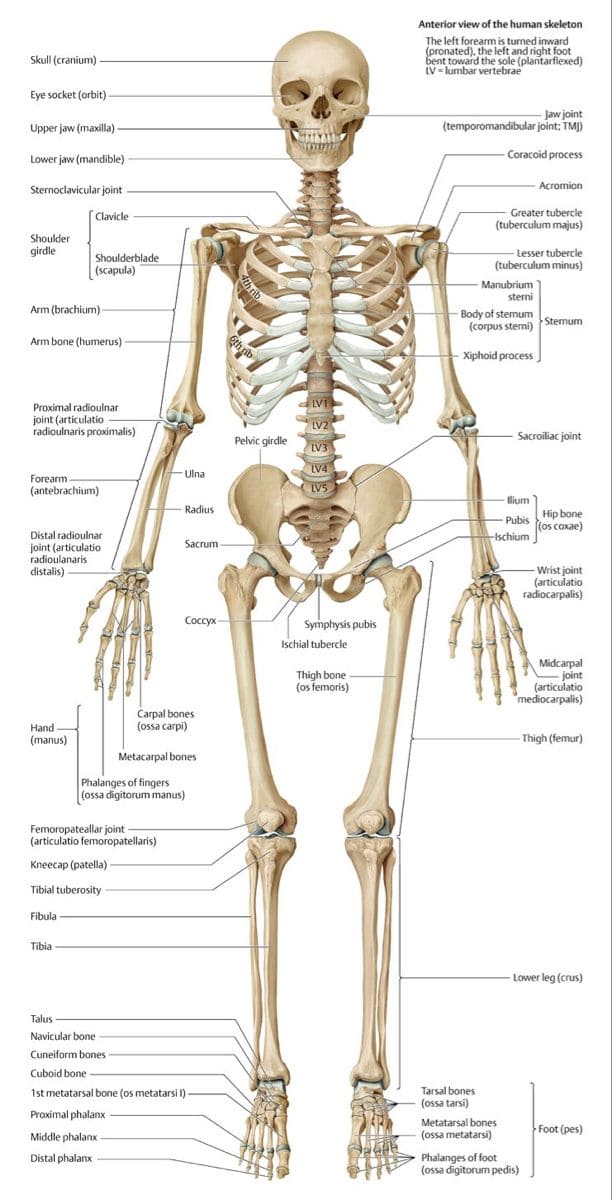 Anterior view of the human skeleton
The left forearm is turned inward
(pronated), the left and right foot
bent toward the sole (plantarflexed)
LV = lumbar vertebrae
Skull (cranium)
Eye socket (orbit)
Upper jaw (maxilla)
Lower jaw (mandible)
Sternoclavicular joint
Clavicle
Shoulder
girdle
Shoulderblade
(scapula)
Arm (brachium)
Arm bone (humerus)
Proximal radioulnar
joint (articulatio
radioulnaris proximalis)
Forearm
(antebrachium)
Distal radioulnar
joint (articulatio
radioulanaris
distalis)
Ulna
Radius
Pelvic girdle
Sacrum
Coccyx
4th rib
6th rib
LV1
LV2
LV3
LV4
LV5
Jaw joint
(temporomandibular joint; TMJ)
Coracoid process
Acromion
Greater tubercle
(tuberculum majus)
Lesser tubercle
(tuberculum minus)
Manubrium
sterni
Body of sternum
(corpus sterni)
Sternum
Xiphoid process
Sacroiliac joint
Ilium
Pubis
Ischium
Hip bone
(os coxae)
Wrist joint
(articulatio
radiocarpalis)
Midcarpal
joint
(articulatio
mediocarpalis)
Symphysis pubis
Ischial tubercle
Thigh bone
(os femoris)
Thigh (femur)
Hand
(manus)
Carpal bones
(ossa carpi)
Metacarpal bones
Phalanges of fingers
(ossa digitorum manus)
Femoropateallar joint
(articulatio femoropatellaris)
Kneecap (patella)
Tibial tuberosity
Fibula
Tibia
Lower leg (crus)
Talus
Navicular bone
Cuneiform bones
Cuboid bone
1st metatarsal bone (os metatarsi I)
Proximal phalanx
Middle phalanx
Distal phalanx
Tarsal bones
(ossa tarsi)
Metatarsal bones
(ossa metatarsi)
Foot (pes)
Phalanges of foot
(ossa digitorum pedis)